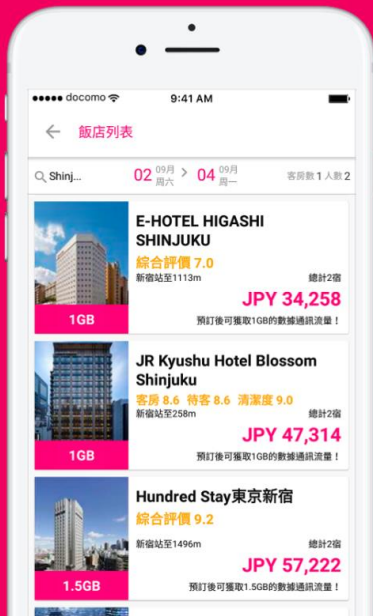 docomo
9:41 AM
飯店列表
Shinj...
02 09月 周六 > 04 09月 周一
客房數 1 人數 2
E-HOTEL HIGASHI
SHINJUKU
綜合評價 7.0
新宿站至1113m
總計2宿
JPY 34,258
1GB
預訂後可獲取1GB的數據通訊流量！
JR Kyushu Hotel Blossom
Shinjuku
客房 8.6 待客 8.6 清潔度 9.0
新宿站至258m
總計2宿
JPY 47,314
1GB
預訂後可獲取1GB的數據通訊流量！
Hundred Stay東京新宿
綜合評價 9.2
新宿站至1496m
總計2宿
JPY 57,222
1.5GB
預訂後可獲取1.5GB的數據通訊流量！